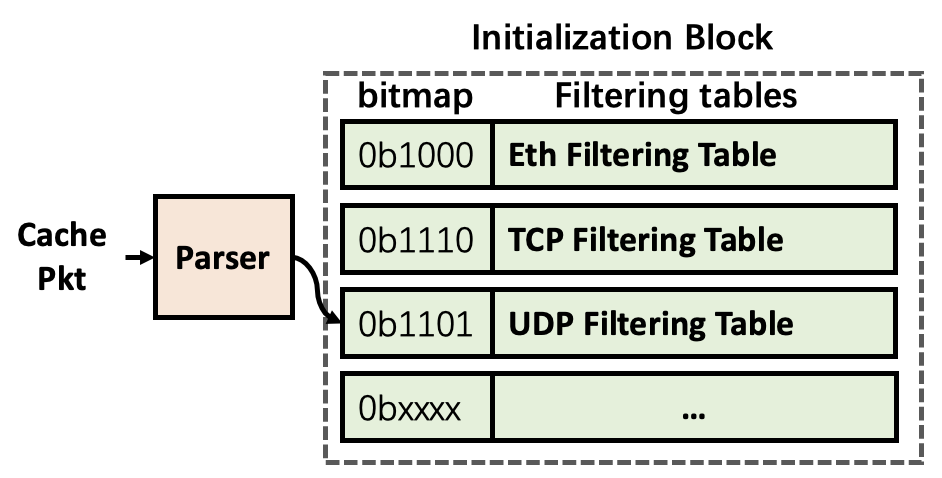 Initialization Block
bitmap Filtering tables
0b1000 Eth Filtering Table
0b1110 TCP Filtering Table
Cache
Pkt
Parser
0b1101 UDP Filtering Table
0bxxxx ...